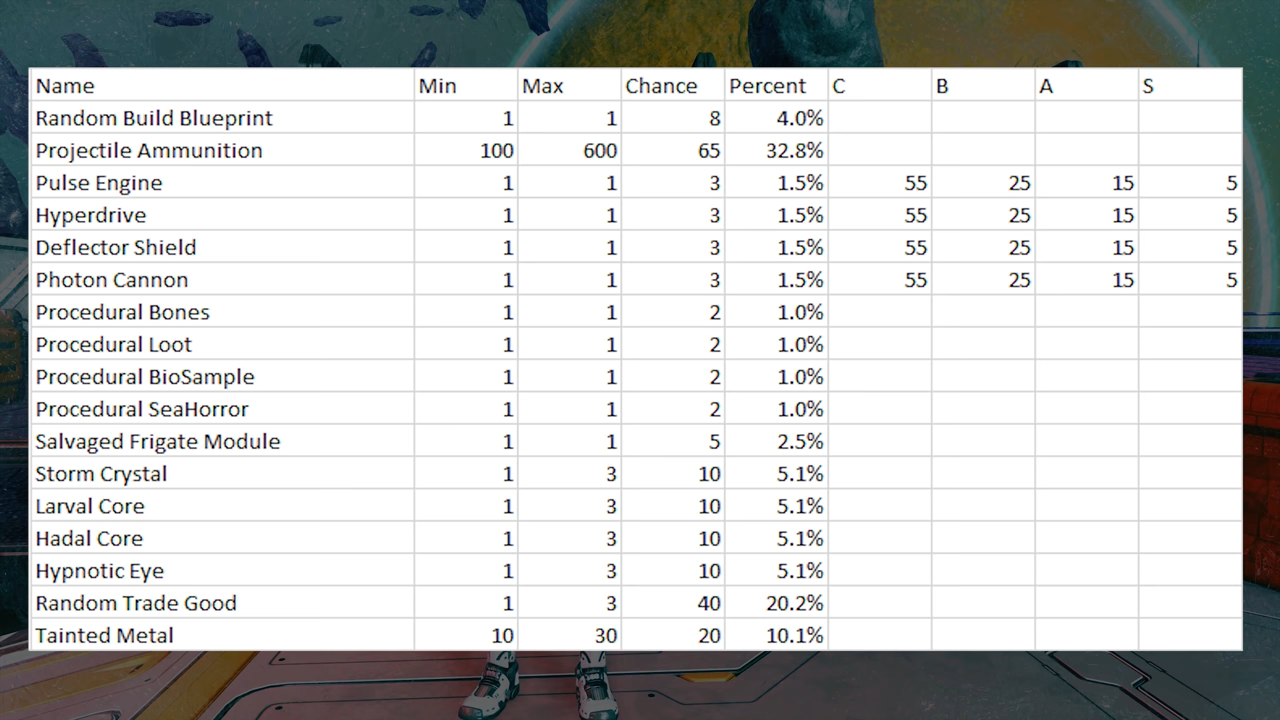 Name Min Max Chance Percent C B A S
Random Build Blueprint 1 1 8 4.0%
Projectile Ammunition 100 600 65 32.8%
Pulse Engine 1 1 3 1.5% 55 25 15 5
Hyperdrive 1 1 3 1.5% 55 25 15 5
Deflector Shield 1 1 3 1.5% 55 25 15 5
Photon Cannon 1 1 3 1.5% 55 25 15 5
Procedural Bones 1 1 2 1.0%
Procedural Loot 1 1 2 1.0%
Procedural BioSample 1 1 2 1.0%
Procedural SeaHorror 1 1 2 1.0%
Salvaged Frigate Module 1 1 5 2.5%
Storm Crystal 1 3 10 5.1%
Larval Core 1 3 10 5.1%
Hadal Core 1 3 10 5.1%
Hypnotic Eye 1 3 10 5.1%
Random Trade Good 1 3 40 20.2%
Tainted Metal 10 30 20 10.1%